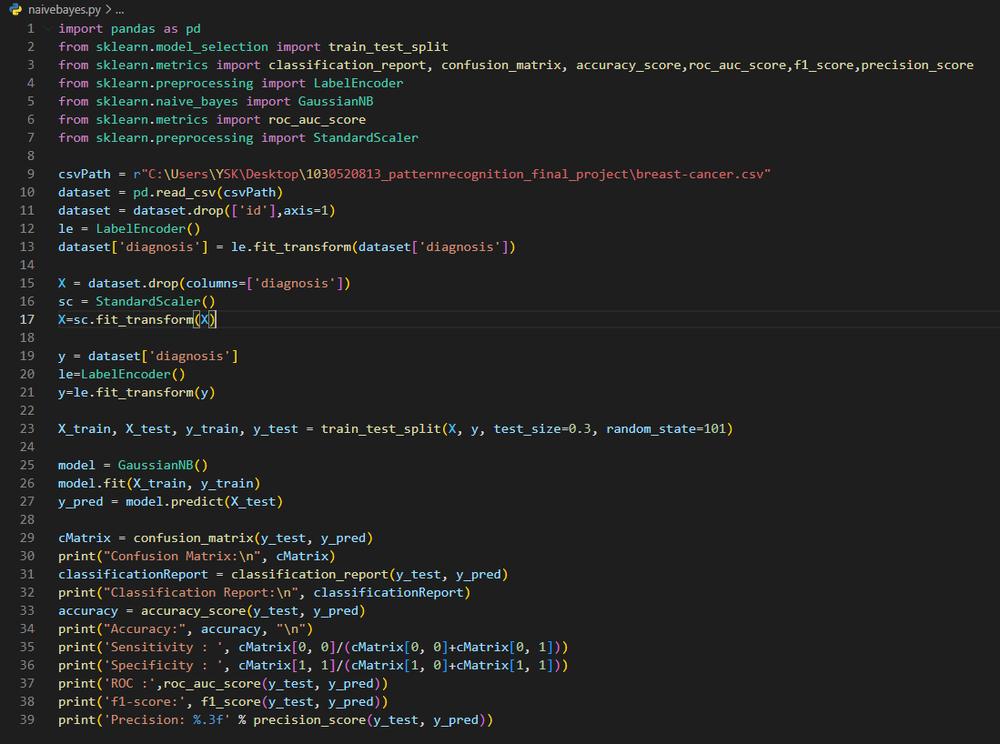 naivebayes.py > ...
1 import pandas as pd
2 from sklearn.model_selection import train_test_split
3 from sklearn.metrics import classification_report, confusion_matrix, accuracy_score,roc_auc_score,f1_score,precision_score
4 from sklearn.preprocessing import LabelEncoder
5 from sklearn.naive_bayes import GaussianNB
6 from sklearn.metrics import roc_auc_score
7 from sklearn.preprocessing import StandardScaler
8
9 csvPath = r"C:\Users\YSK\Desktop\1030520813_patternrecognition_final_project\breast-cancer.csv"
10 dataset = pd.read_csv(csvPath)
11 dataset = dataset.drop(['id'],axis=1)
12 le = LabelEncoder()
13 dataset['diagnosis'] = le.fit_transform(dataset['diagnosis'])
14
15 X = dataset.drop(columns=['diagnosis'])
16 sc = StandardScaler()
17 X=sc.fit_transform(X)
18
19 y = dataset['diagnosis']
20 le=LabelEncoder()
21 y=le.fit_transform(y)
22
23 X_train, X_test, y_train, y_test = train_test_split(X, y, test_size=0.3, random_state=101)
24
25 model = GaussianNB()
26 model.fit(X_train, y_train)
27 y_pred = model.predict(X_test)
28
29 cMatrix = confusion_matrix(y_test, y_pred)
30 print("Confusion Matrix:\n", cMatrix)
31 classificationReport = classification_report(y_test, y_pred)
32 print("Classification Report:\n", classificationReport)
33 accuracy = accuracy_score(y_test, y_pred)
34 print("Accuracy:", accuracy, "\n")
35 print('Sensitivity : ', cMatrix[0, 0]/(cMatrix[0, 0]+cMatrix[0, 1]))
36 print('Specificity : ', cMatrix[1, 1]/(cMatrix[1, 0]+cMatrix[1, 1]))
37 print('ROC :',roc_auc_score(y_test, y_pred))
38 print('f1-score:', f1_score(y_test, y_pred))
39 print('Precision: %.3f' % precision_score(y_test, y_pred))